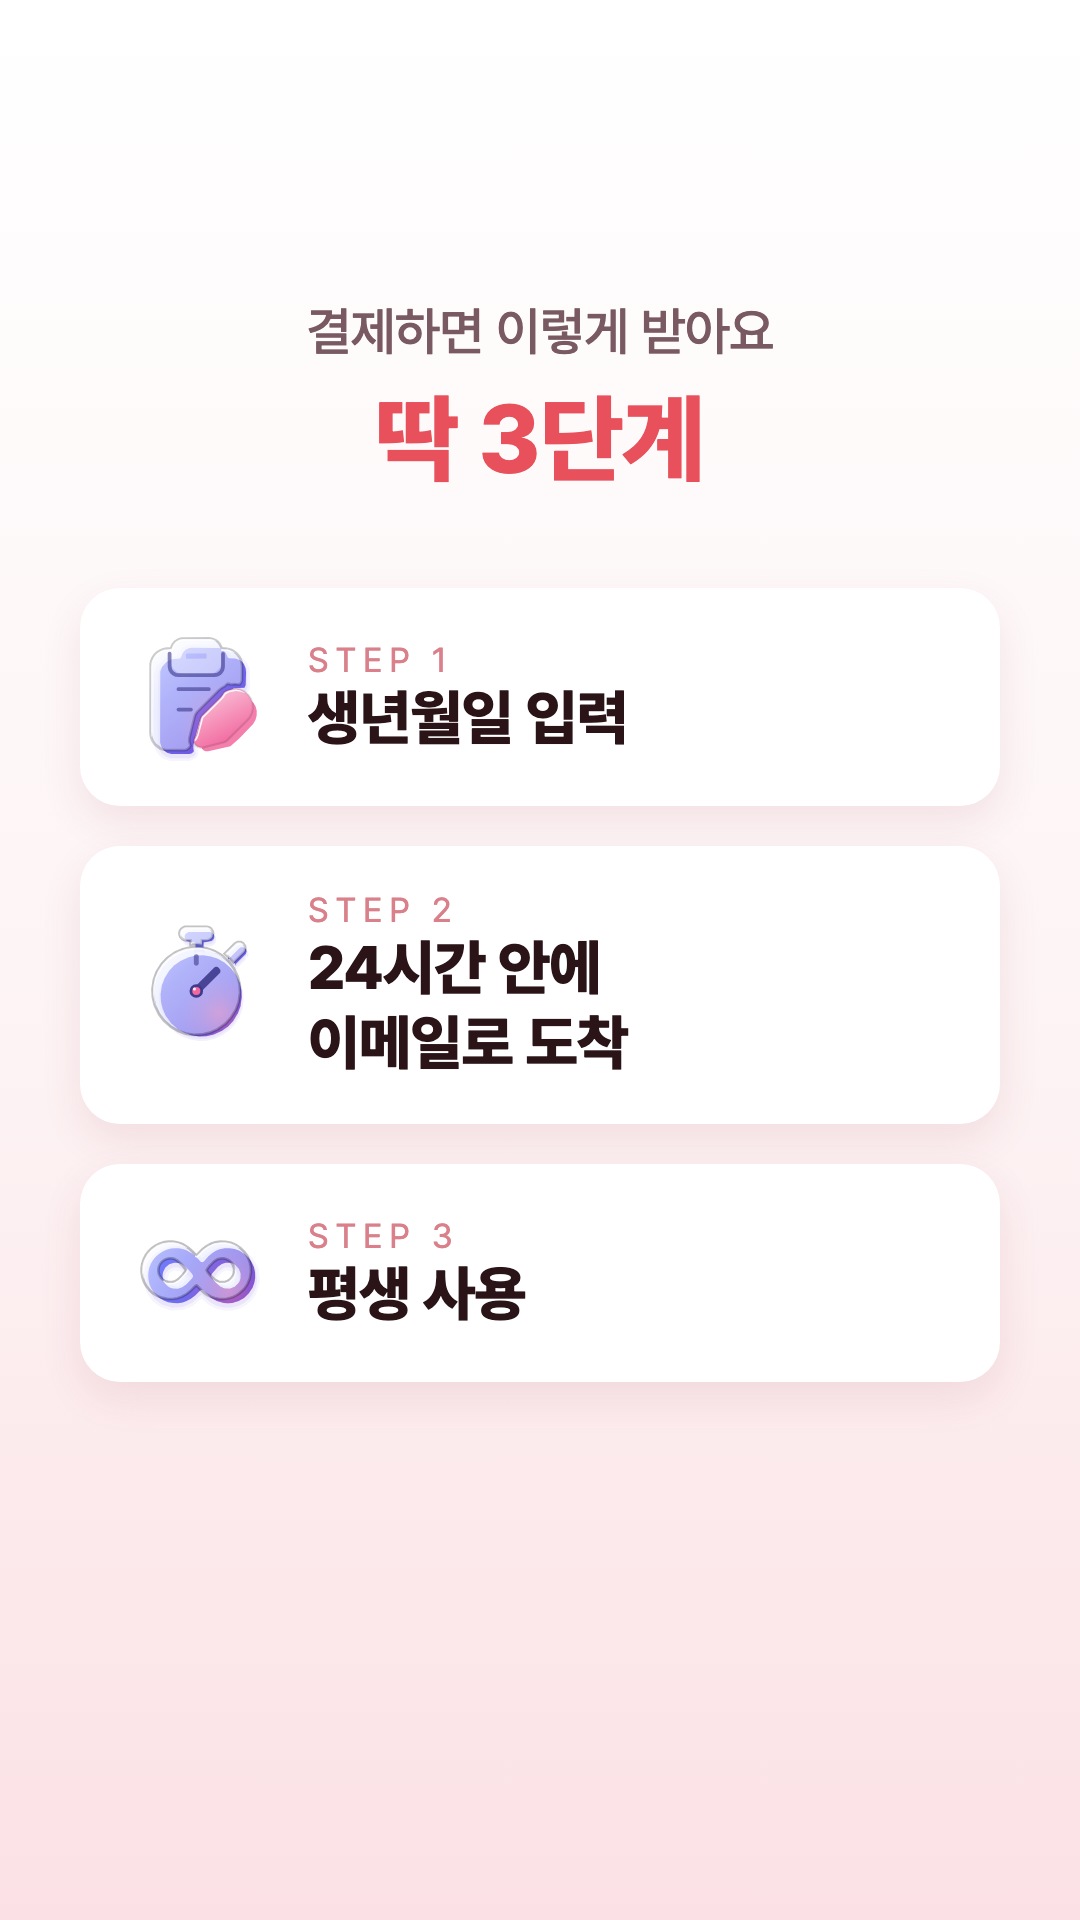 결제하면 이렇게 받아요
딱 3단계
STEP 1
생년월일 입력
STEP 2
24시간 안에
이메일로 도착
STEP 3
평생 사용